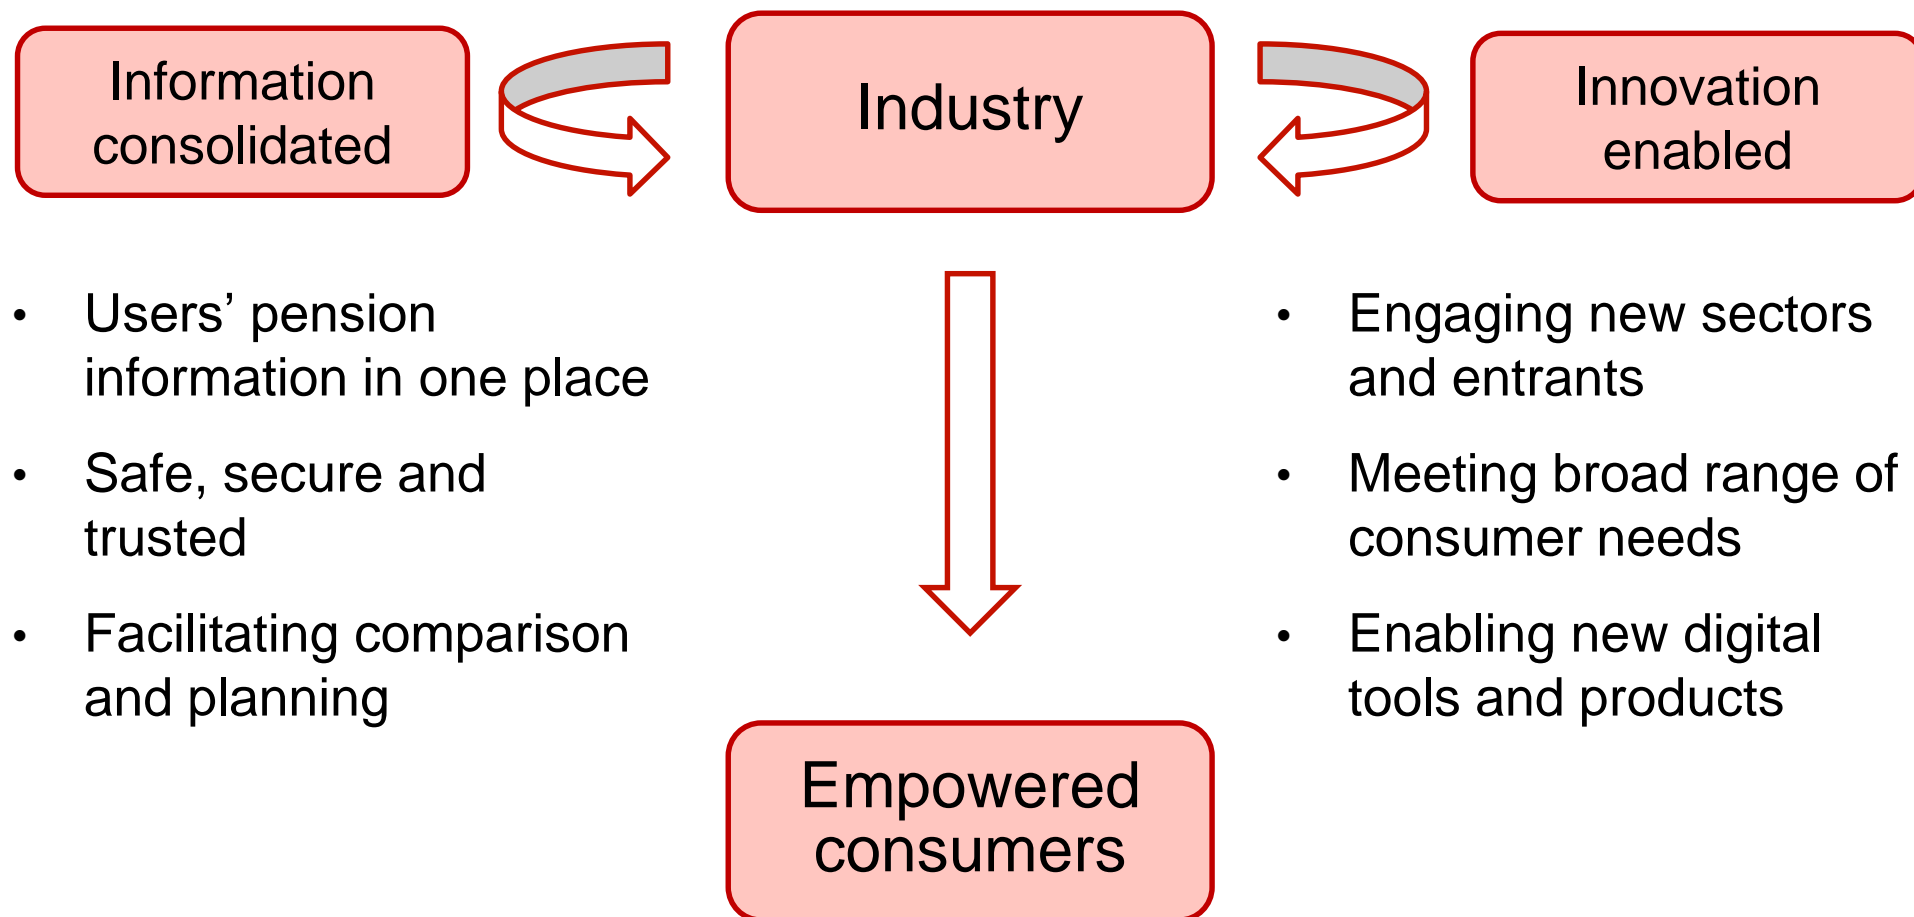 Information
consolidated
Industry
Innovation
enabled
• Users’ pension
information in one place
• Safe, secure and
trusted
• Facilitating comparison
and planning
• Engaging new sectors
and entrants
• Meeting broad range of
consumer needs
• Enabling new digital
tools and products
Empowered
consumers